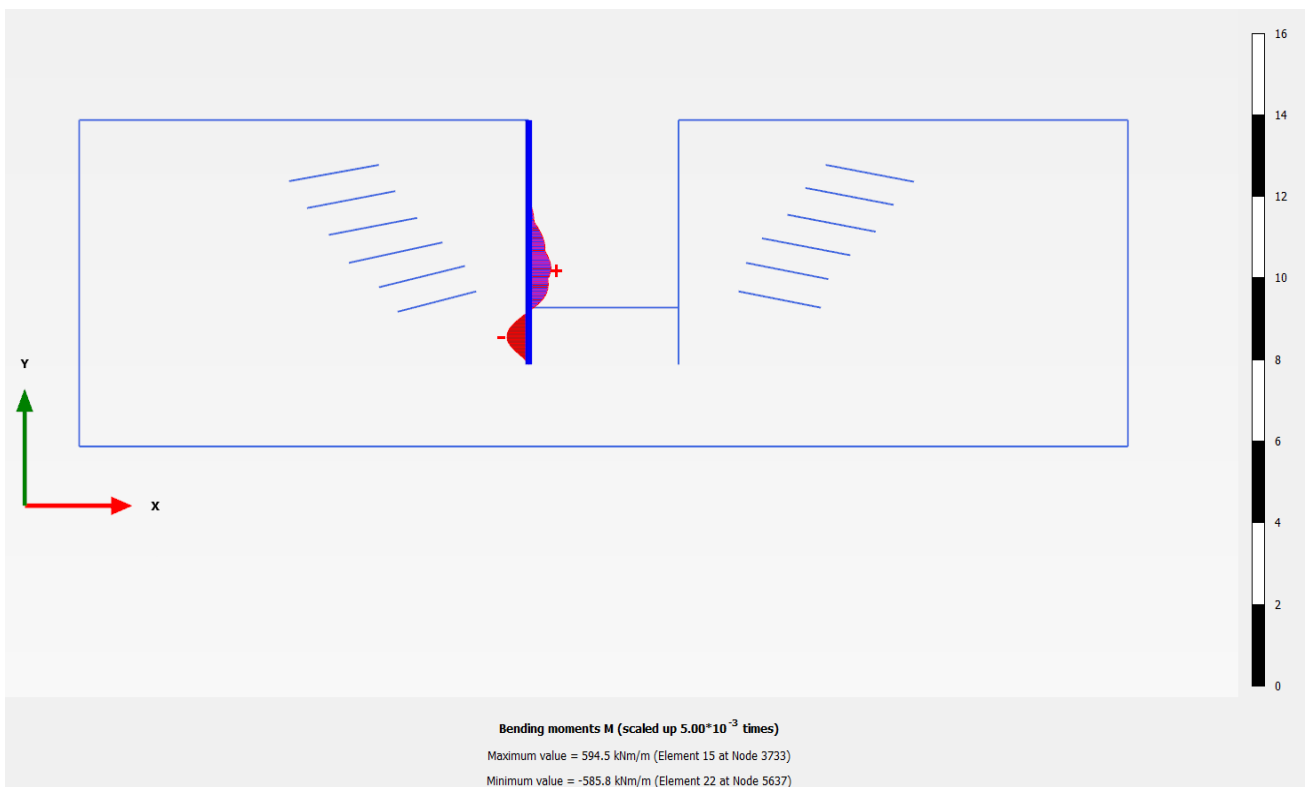 16
14
12
10
8
6
4
2
0
+
-
Y
X
Bending moments M (scaled up 5.00*10⁻³ times)
Maximum value = 594.5 kNm/m (Element 15 at Node 3733)
Minimum value = -585.8 kNm/m (Element 22 at Node 5637)